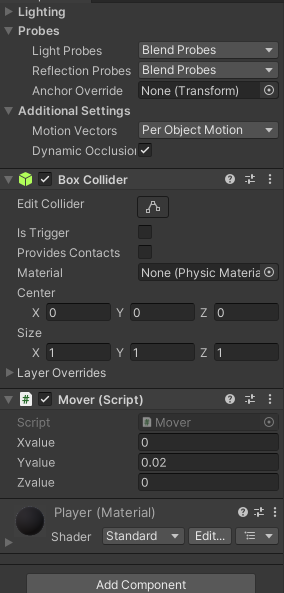 Lighting
Probes
Light Probes Blend Probes
Reflection Probes Blend Probes
Anchor Override None (Transform)
Additional Settings
Motion Vectors Per Object Motion
Dynamic Occlusion
Box Collider
Edit Collider
Is Trigger
Provides Contacts
Material None (Physic Materia
Center
X 0 Y 0 Z 0
Size
X 1 Y 1 Z 1
Layer Overrides
# Mover (Script)
Script # Mover
Xvalue 0
Yvalue 0.02
Zvalue 0
Player (Material)
Shader Standard Edit...
Add Component